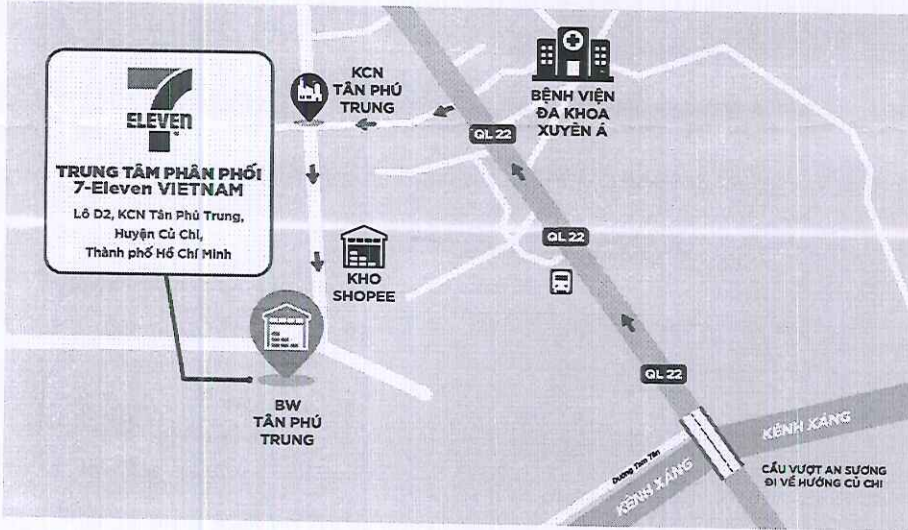 7
ELEVEN
TRUNG TÂM PHÂN PHỐI
7-Eleven VIETNAM
Lô D2, KCN Tân Phú Trung,
Huyện Củ Chi,
Thành phố Hồ Chí Minh
KCN
TÂN PHÚ
TRUNG
BỆNH VIỆN
ĐA KHOA
XUYÊN Á
QL 22
QL 22
KHO
SHOPEE
QL 22
BW
TÂN PHÚ
TRUNG
KÊNH XÁNG
Đường Tam Tân
KÊNH XÁNG
CẦU VƯỢT AN SƯƠNG
ĐI VỀ HƯỚNG CỦ CHI